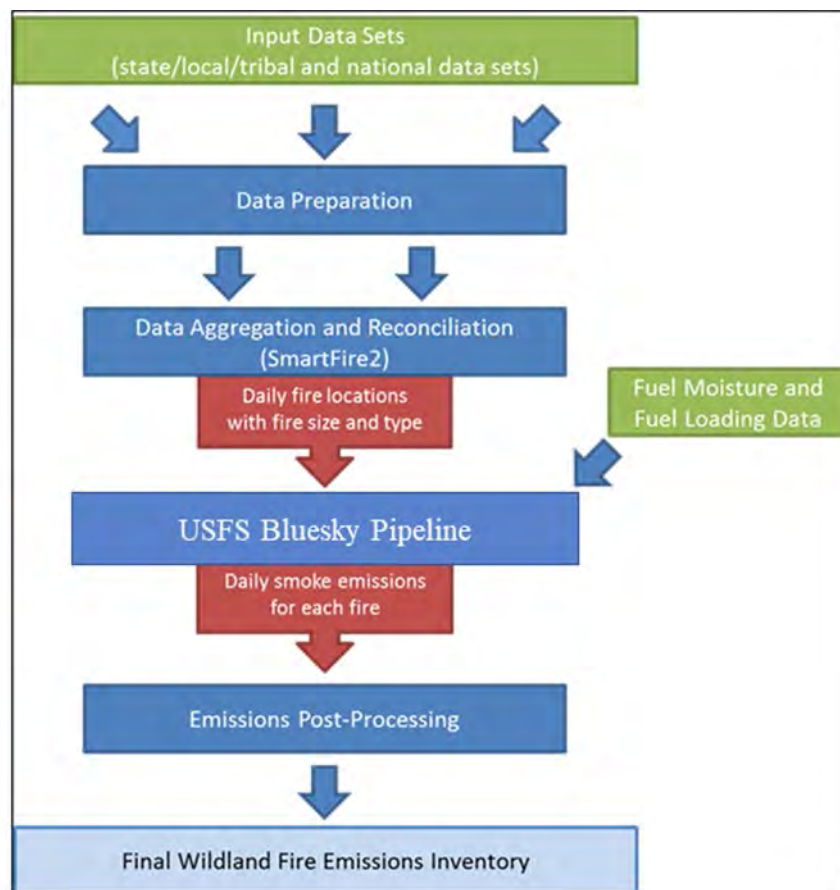 Input Data Sets
(state/local/tribal and national data sets)
Data Preparation
Data Aggregation and Reconciliation
(SmartFire2)
Daily fire locations
with fire size and type
Fuel Moisture and
Fuel Loading Data
USFS Bluesky Pipeline
Daily smoke emissions
for each fire
Emissions Post-Processing
Final Wildland Fire Emissions Inventory